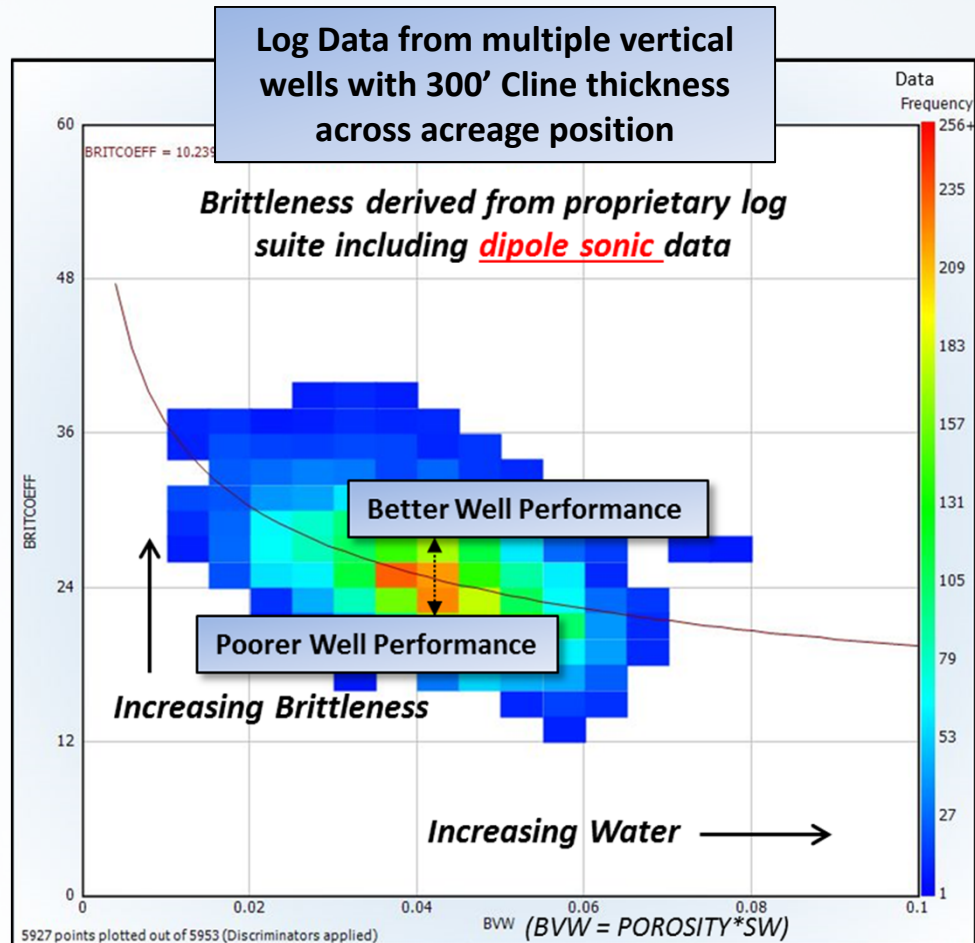 Log Data from multiple vertical
wells with 300' Cline thickness
across acreage position
Data
Frequency
BRITCOEFF = 10.239
Brittleness derived from proprietary log
suite including dipole sonic data
60
48
36
24
12
0
BRITCOEFF
Better Well Performance
Poorer Well Performance
Increasing Brittleness
Increasing Water
256+
235
209
183
157
131
105
79
53
27
1
0
0.02
0.04
0.06
0.08
0.1
BVW (BVW = POROSITY*SW)
5927 points plotted out of 5953 (Discriminators applied)